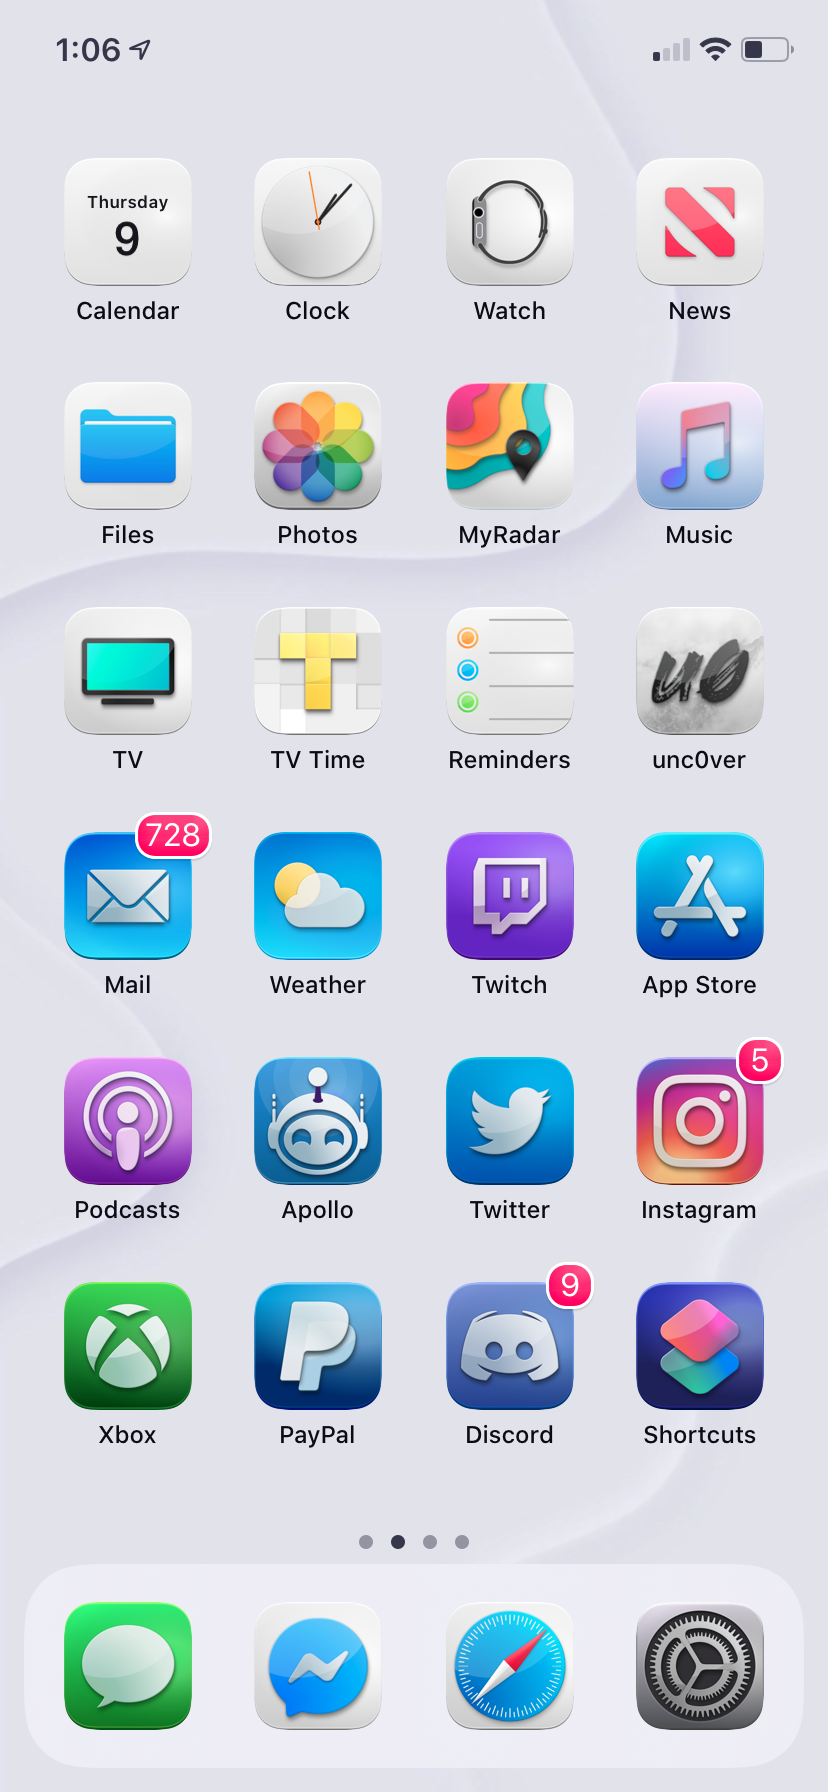 1:06
Thursday
9
Calendar Clock Watch News
Files Photos MyRadar Music
T
uo
TV TV Time Reminders unc0ver
728
Mail Weather Twitch App Store
5
Podcasts Apollo Twitter Instagram
9
Xbox PayPal Discord Shortcuts